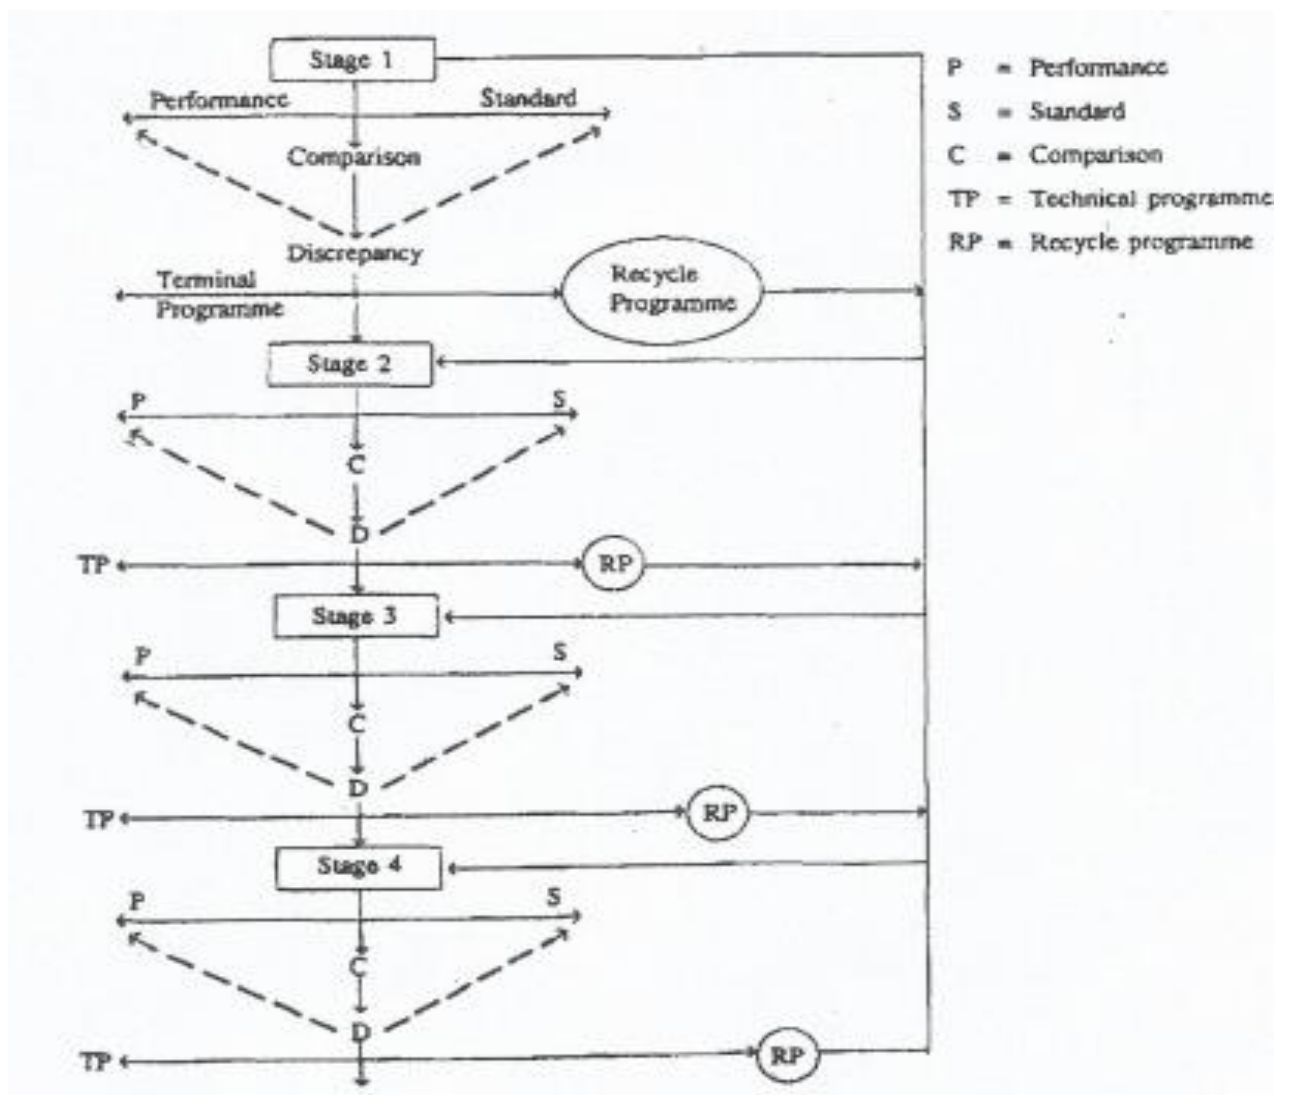 Stage 1
Performance Standard
Comparison
Discrepancy
Terminal
Programme
Recycle
Programme
Stage 2
P S
C
D
TP RP
Stage 3
P S
C
D
TP RP
Stage 4
P S
C
D
TP RP
P = Performance
S = Standard
C = Comparison
TP = Technical programme
RP = Recycle programme